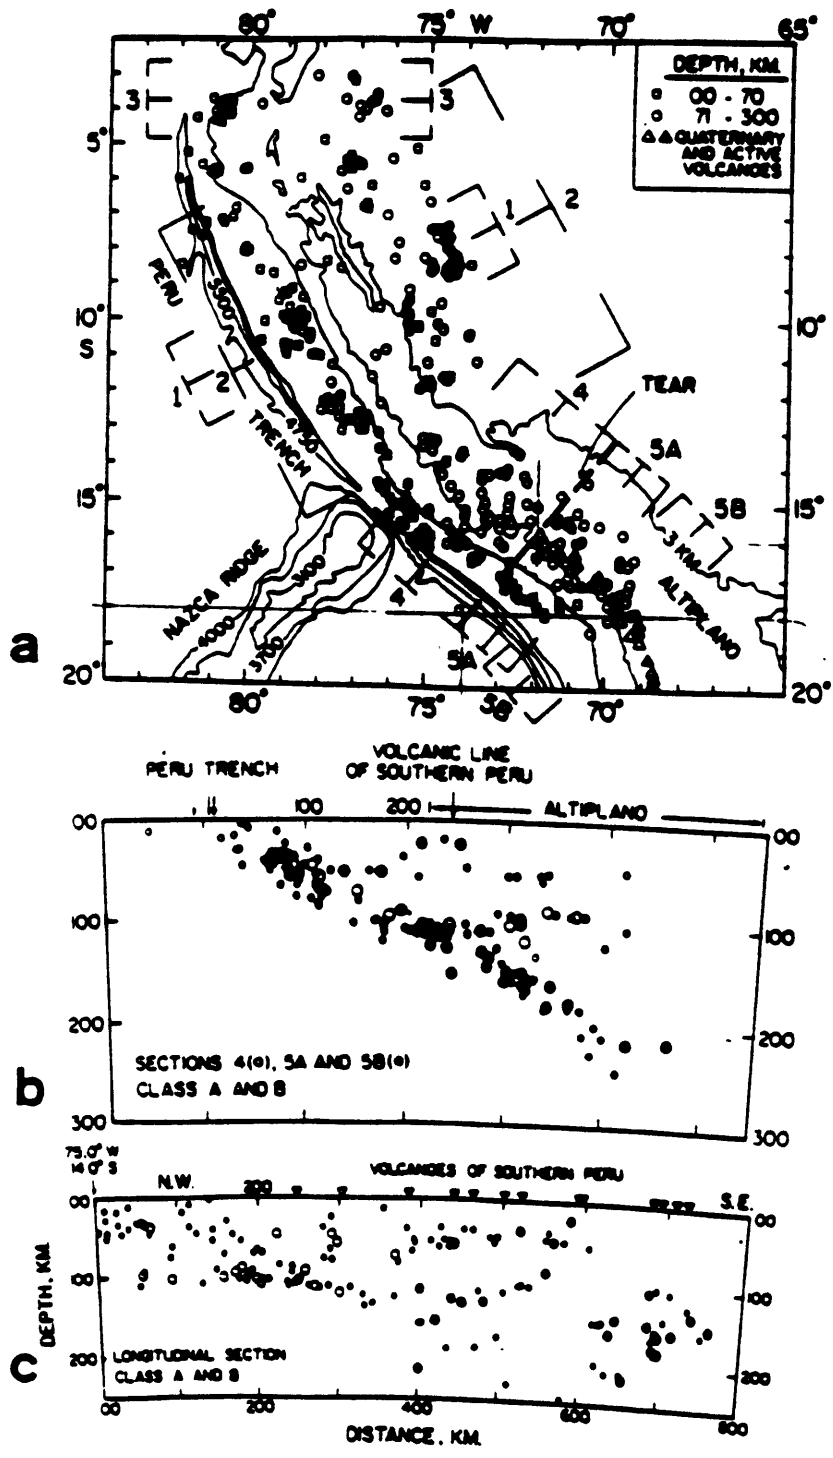 80° 75° W 70° 65°
DEPTH, KM.
00 - 70
71 - 300
QUATERNARY
AND ACTIVE
VOLCANOES
3 3
5°
1 2
PERU
5500
10° 10°
S
1 2
TRENCH
4750
4
TEAR
5A
5B
15° 15°
3 KM.
ALTIPLANO
NAZCA RIDGE
3100
4000
3700
4
5A
5B
a
20° 20°
80° 75° 70°
PERU TRENCH
VOLCANIC LINE
OF SOUTHERN PERU
100 200 ALTIPLANO
00 00
100 100
200 200
SECTIONS 4(o), 5A AND 5B(o)
CLASS A AND B
b
300 300
75.0° W
14.0° S
N.W. 200 VOLCANOES OF SOUTHERN PERU S.E.
00 00
100 100
DEPTH, KM.
200 200
LONGITUDINAL SECTION
CLASS A AND B
c
00 200 400 600 800
DISTANCE, KM.